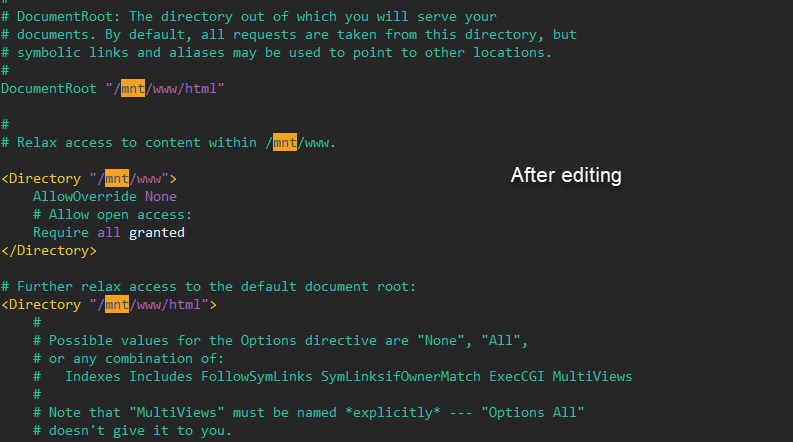 #
# DocumentRoot: The directory out of which you will serve your
# documents. By default, all requests are taken from this directory, but
# symbolic links and aliases may be used to point to other locations.
#
DocumentRoot "/mnt/www/html"
#
# Relax access to content within /mnt/www.
<Directory "/mnt/www">
After editing
    AllowOverride None
    # Allow open access:
    Require all granted
</Directory>
# Further relax access to the default document root:
<Directory "/mnt/www/html">
    #
    # Possible values for the Options directive are "None", "All",
    # or any combination of:
    #   Indexes Includes FollowSymLinks SymLinksifOwnerMatch ExecCGI MultiViews
    #
    # Note that "MultiViews" must be named *explicitly* --- "Options All"
    # doesn't give it to you.